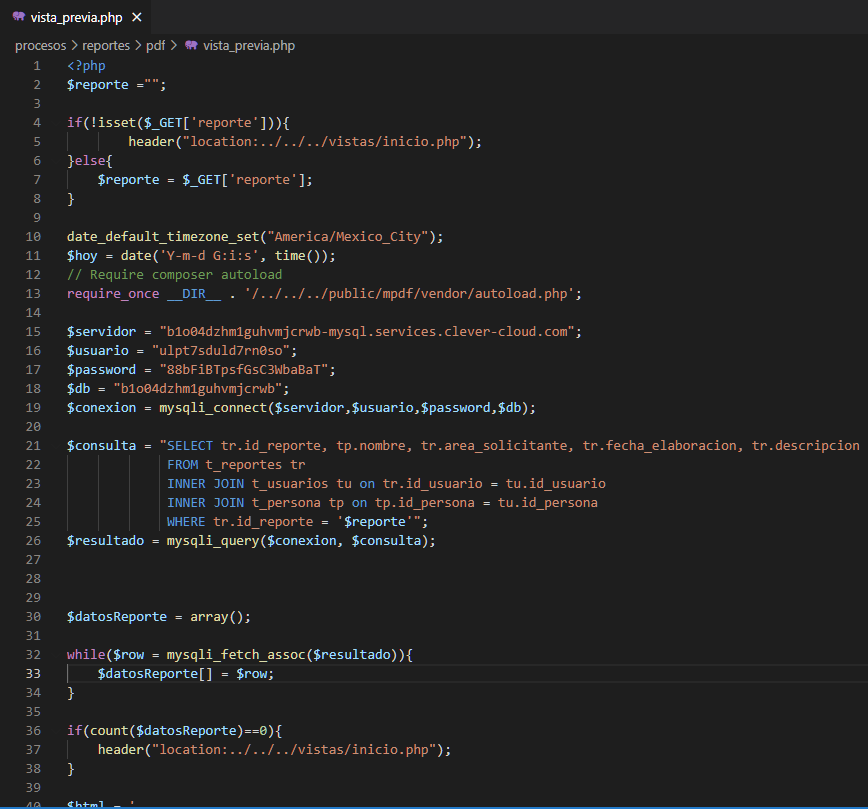 vista_previa.php ×
procesos > reportes > pdf > vista_previa.php
1 <?php
2 $reporte ="";
3
4 if(!isset($_GET['reporte'])){
5 header("location:../../../vistas/inicio.php");
6 }else{
7 $reporte = $_GET['reporte'];
8 }
9
10 date_default_timezone_set("America/Mexico_City");
11 $hoy = date('Y-m-d G:i:s', time());
12 // Require composer autoload
13 require_once __DIR__ . '/../../../public/mpdf/vendor/autoload.php';
14
15 $servidor = "b1o04dzhm1guhvmjcrwb-mysql.services.clever-cloud.com";
16 $usuario = "ulpt7sduld7rn0so";
17 $password = "88bFiBTpsfGsC3WbaBaT";
18 $db = "b1o04dzhm1guhvmjcrwb";
19 $conexion = mysqli_connect($servidor,$usuario,$password,$db);
20
21 $consulta = "SELECT tr.id_reporte, tp.nombre, tr.area_solicitante, tr.fecha_elaboracion, tr.descripcion
22 FROM t_reportes tr
23 INNER JOIN t_usuarios tu on tr.id_usuario = tu.id_usuario
24 INNER JOIN t_persona tp on tp.id_persona = tu.id_persona
25 WHERE tr.id_reporte = '$reporte'";
26 $resultado = mysqli_query($conexion, $consulta);
27
28
29
30 $datosReporte = array();
31
32 while($row = mysqli_fetch_assoc($resultado)){
33 $datosReporte[] = $row;
34 }
35
36 if(count($datosReporte)==0){
37 header("location:../../../vistas/inicio.php");
38 }
39
40 $html = '